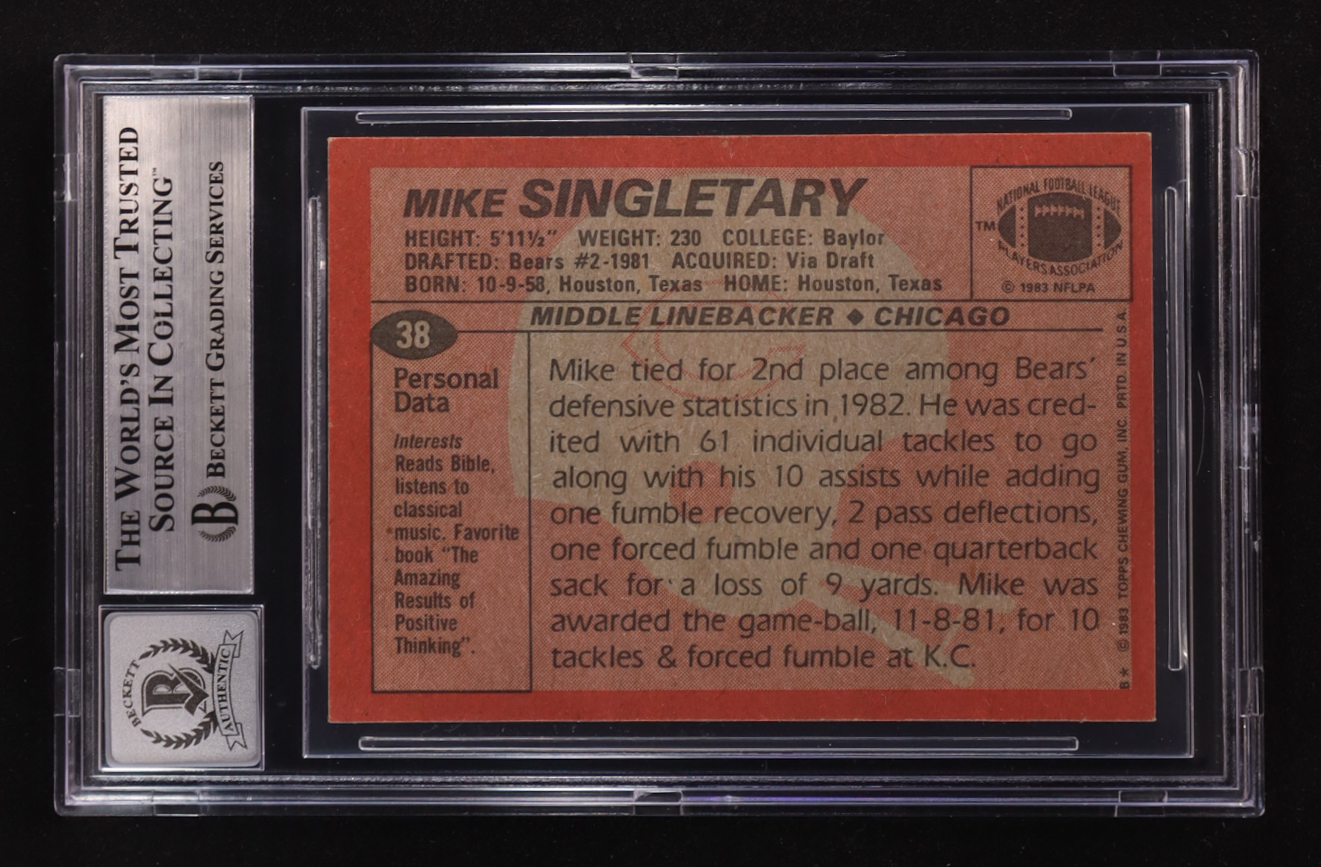 THE WORLD'S MOST TRUSTED
SOURCE IN COLLECTING™
B BECKETT GRADING SERVICES
BECKETT
B
AUTHENTIC
MIKE SINGLETARY
HEIGHT: 5'11½" WEIGHT: 230 COLLEGE: Baylor
DRAFTED: Bears #2-1981 ACQUIRED: Via Draft
BORN: 10-9-58, Houston, Texas HOME: Houston, Texas
NATIONAL FOOTBALL LEAGUE
TM
PLAYERS ASSOCIATION
© 1983 NFLPA
MIDDLE LINEBACKER ◆ CHICAGO
38
Personal
Data
Interests
Reads Bible,
listens to
classical
music. Favorite
book "The
Amazing
Results of
Positive
Thinking".
Mike tied for 2nd place among Bears'
defensive statistics in 1982. He was cred-
ited with 61 individual tackles to go
along with his 10 assists while adding
one fumble recovery, 2 pass deflections,
one forced fumble and one quarterback
sack for a loss of 9 yards. Mike was
awarded the game-ball, 11-8-81, for 10
tackles & forced fumble at K.C.
B * © 1983 TOPPS CHEWING GUM, INC. PRTD. IN U.S.A.